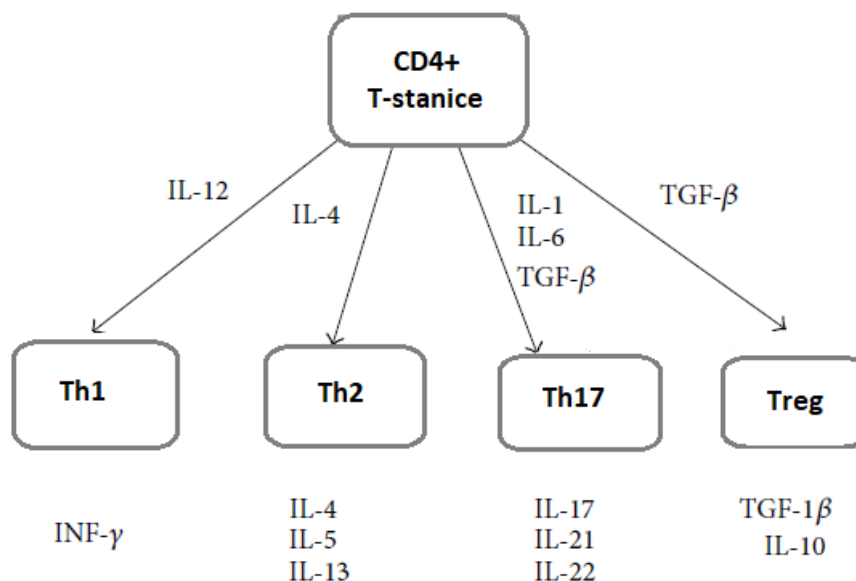 CD4+
T-stanice
IL-12
IL-4
IL-1
IL-6
TGF-β
TGF-β
Th1
Th2
Th17
Treg
INF-γ
IL-4
IL-5
IL-13
IL-17
IL-21
IL-22
TGF-1β
IL-10